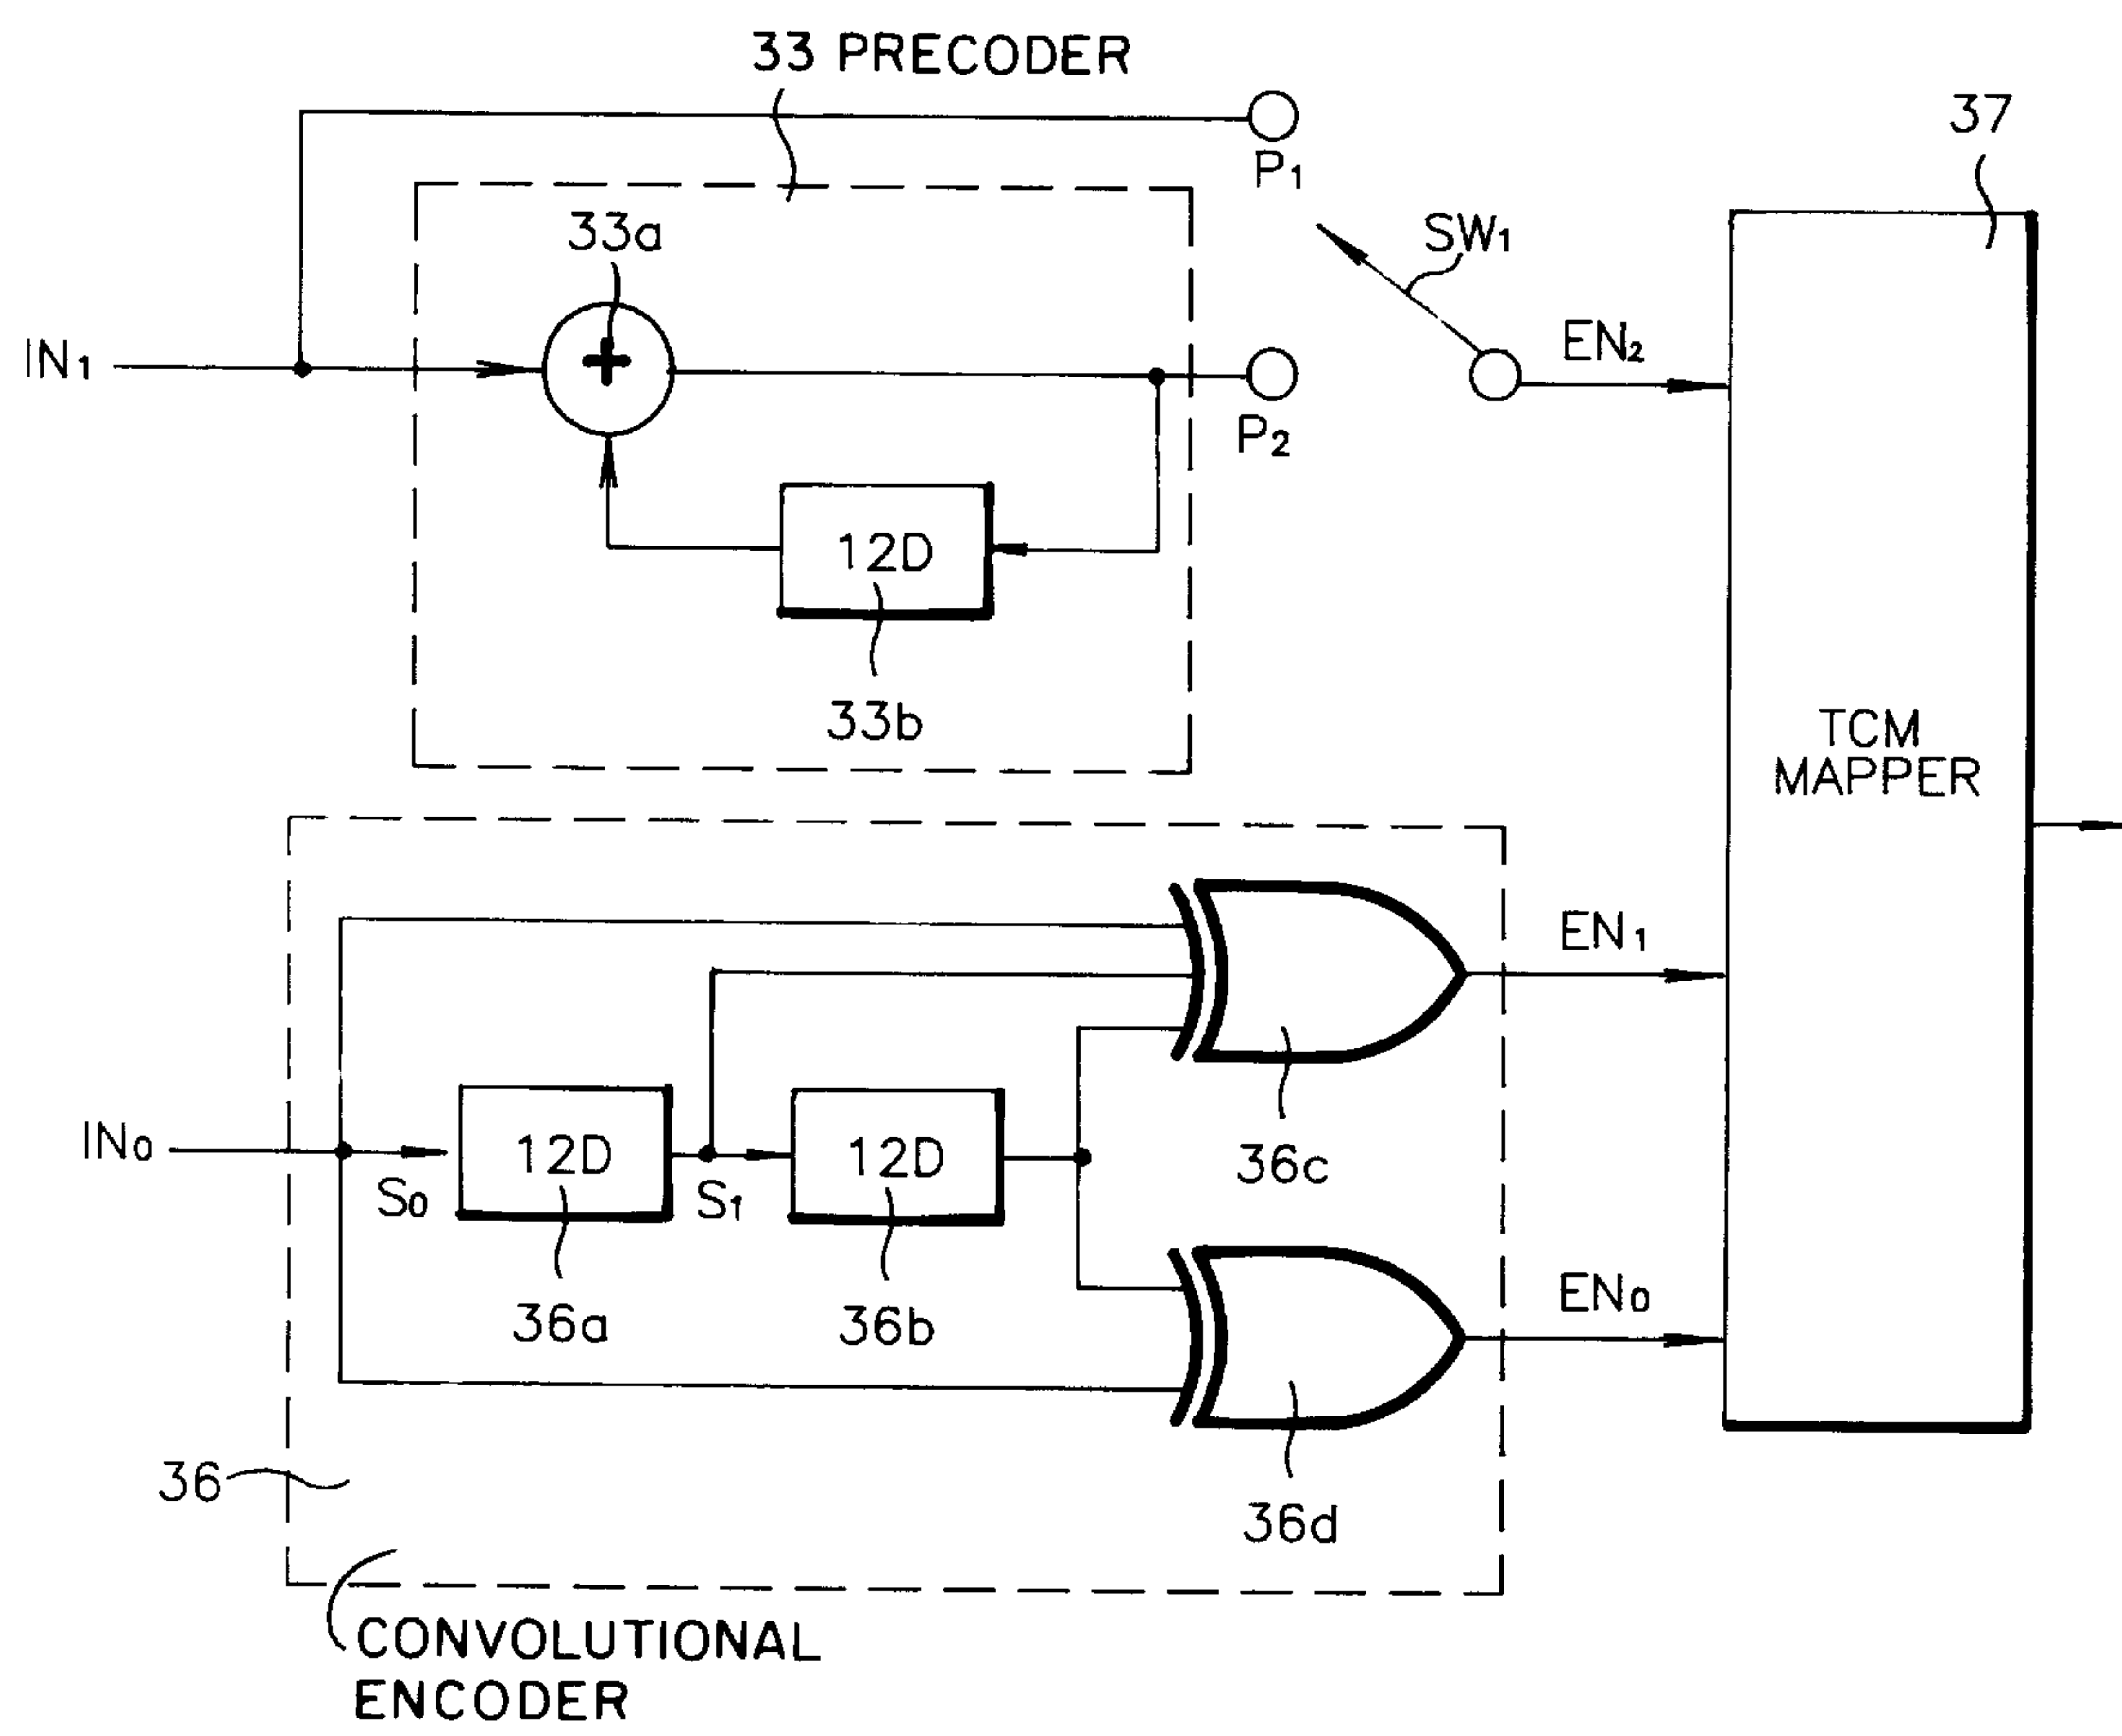 33 PRECODER
37
P1
33a
SW1
IN1
EN2
P2
12D
33b
TCM
MAPPER
EN1
IN0
12D
12D
S0
S1
36c
36a
36b
EN0
36
36d
CONVOLUTIONAL
ENCODER